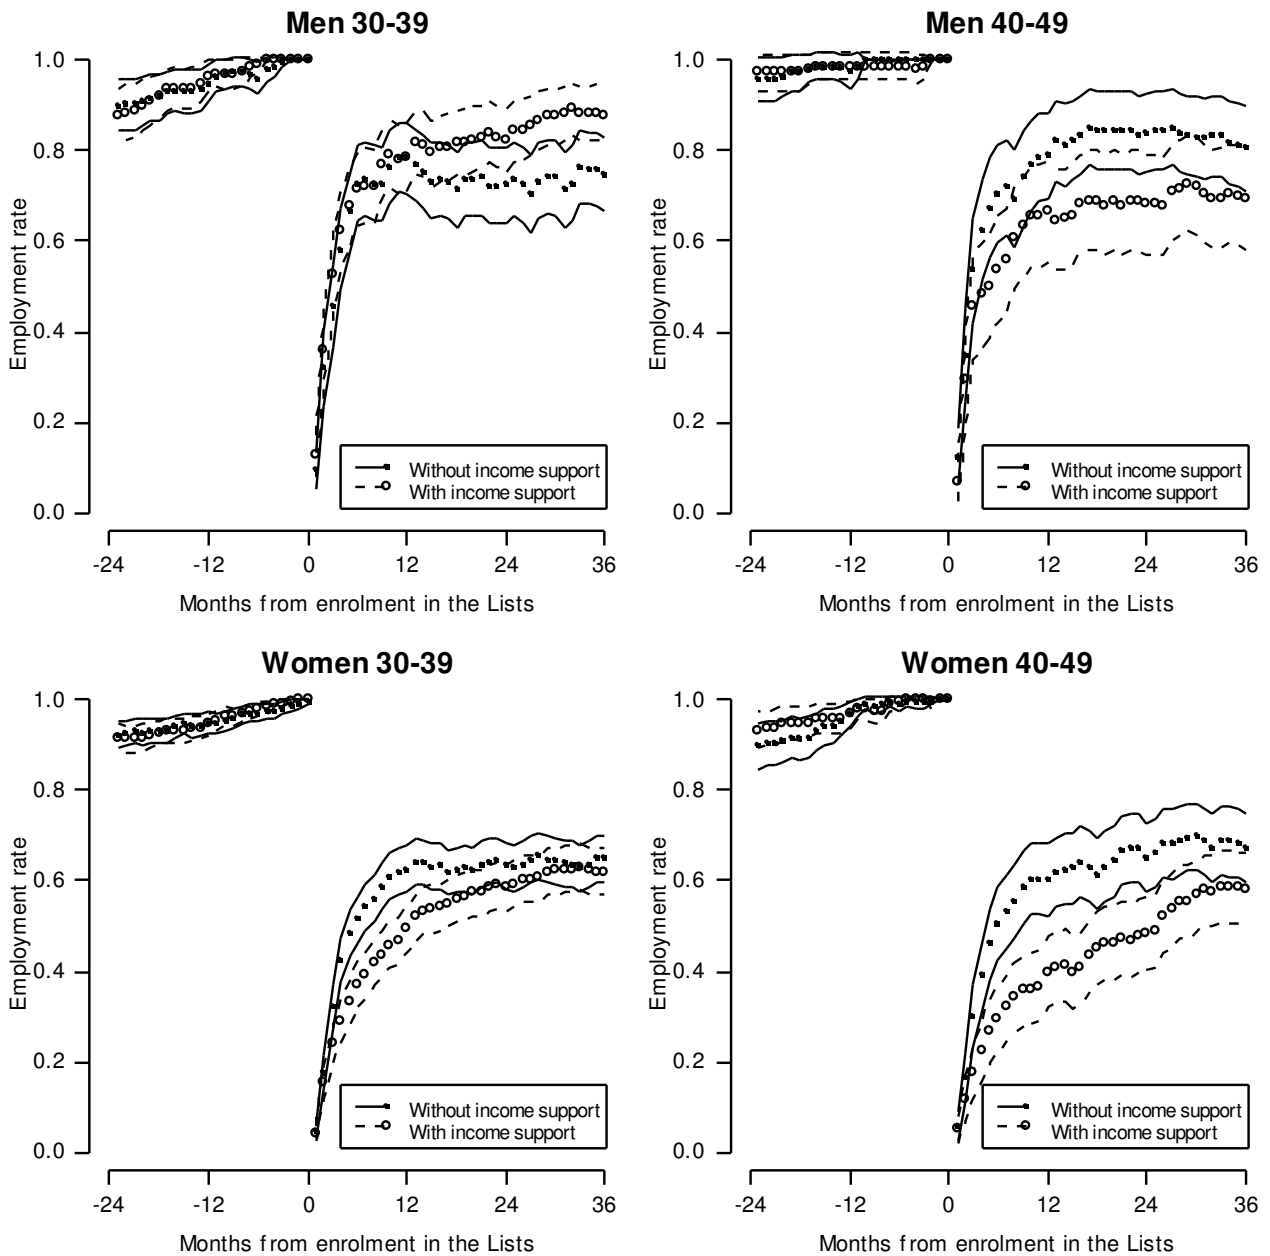 Men 30-39
Men 40-49
1.0
0.8
0.6
0.4
0.2
0.0
Employment rate
Without income support
With income support
-24 -12 0 12 24 36
Months from enrolment in the Lists
1.0
0.8
0.6
0.4
0.2
0.0
Employment rate
Without income support
With income support
-24 -12 0 12 24 36
Months from enrolment in the Lists
Women 30-39
Women 40-49
1.0
0.8
0.6
0.4
0.2
0.0
Employment rate
Without income support
With income support
-24 -12 0 12 24 36
Months from enrolment in the Lists
1.0
0.8
0.6
0.4
0.2
0.0
Employment rate
Without income support
With income support
-24 -12 0 12 24 36
Months from enrolment in the Lists